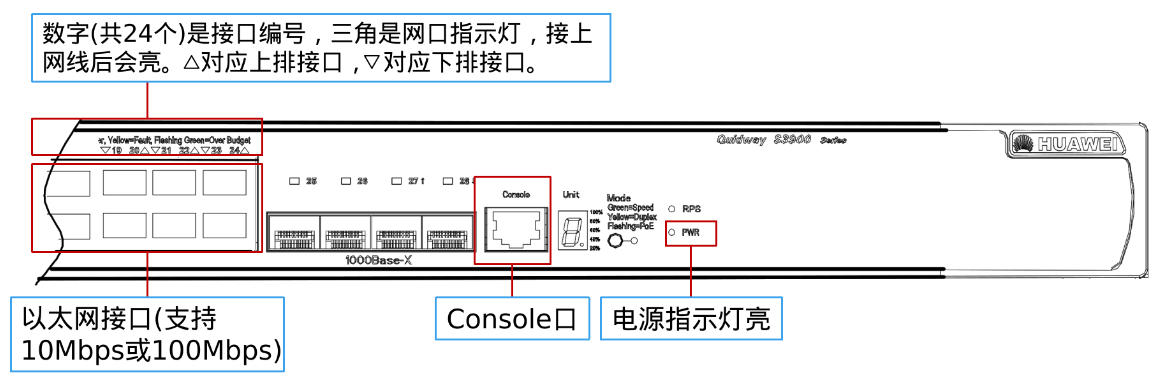 数字(共24个)是接口编号，三角是网口指示灯，接上
网线后会亮。△对应上排接口，▽对应下排接口。
r, Yellow=Fault, Flashing Green=Over Budget
▽19 20△▽21 22△▽23 24△
Quidway S3900 Series
HUAWEI
25 26 27 28
Console
Unit
100%
80%
60%
40%
20%
Mode
Green=Speed
Yellow=Duplex
Flashing=PoE
RPS
PWR
1000Base-X
以太网接口(支持
10Mbps或100Mbps)
Console口
电源指示灯亮